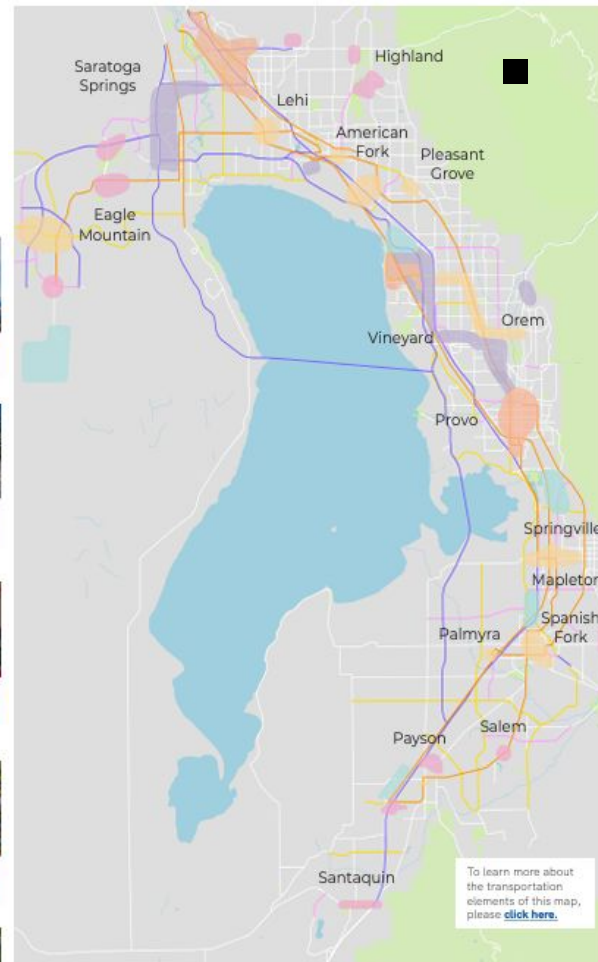 Highland
Saratoga
Springs
Lehi
American
Fork
Pleasant
Grove
Eagle
Mountain
Orem
Vineyard
Provo
Springville
Mapleton
Spanish
Fork
Palmyra
Salem
Payson
Santaquin
To learn more about
the transportation
elements of this map,
please click here.